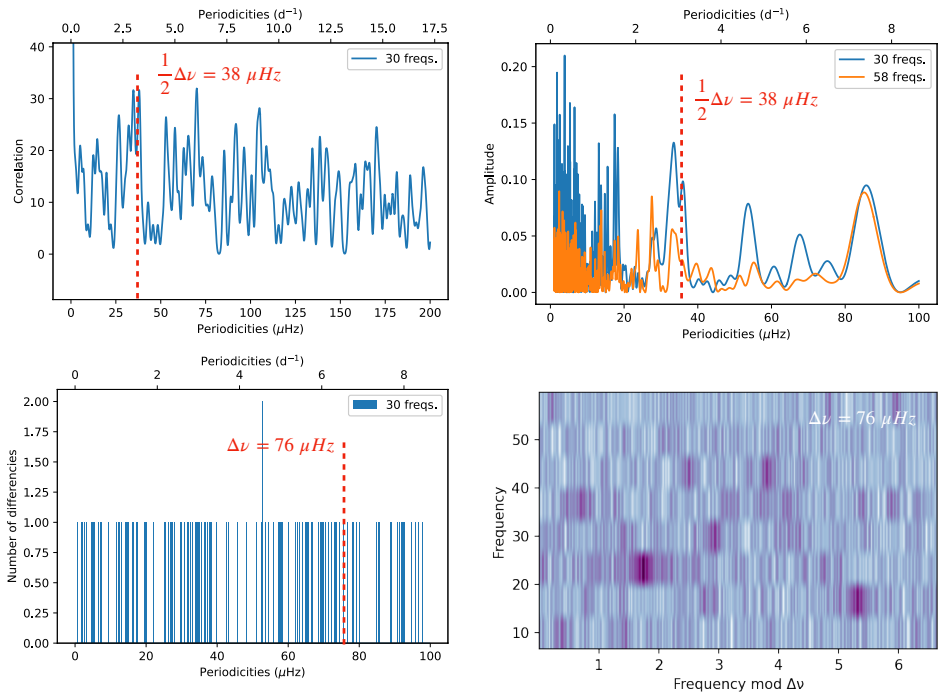 Periodicities (d⁻¹)
0.0 2.5 5.0 7.5 10.0 12.5 15.0 17.5
40
30
20
10
0
Correlation
30 freqs.
½Δν = 38 μHz
0 25 50 75 100 125 150 175 200
Periodicities (μHz)
Periodicities (d⁻¹)
0 2 4 6 8
0.20
0.15
0.10
0.05
0.00
Amplitude
30 freqs.
58 freqs.
½Δν = 38 μHz
0 20 40 60 80 100
Periodicities (μHz)
Periodicities (d⁻¹)
0 1 2 3 4 5 6 7 8
2.00
1.75
1.50
1.25
1.00
0.75
0.50
0.25
0.00
Number of differencies
30 freqs.
Δν = 76 μHz
0 20 40 60 80 100
Periodicities (μHz)
Δν = 76 μHz
50
40
30
20
10
Frequency
1 2 3 4 5 6
Frequency mod Δν